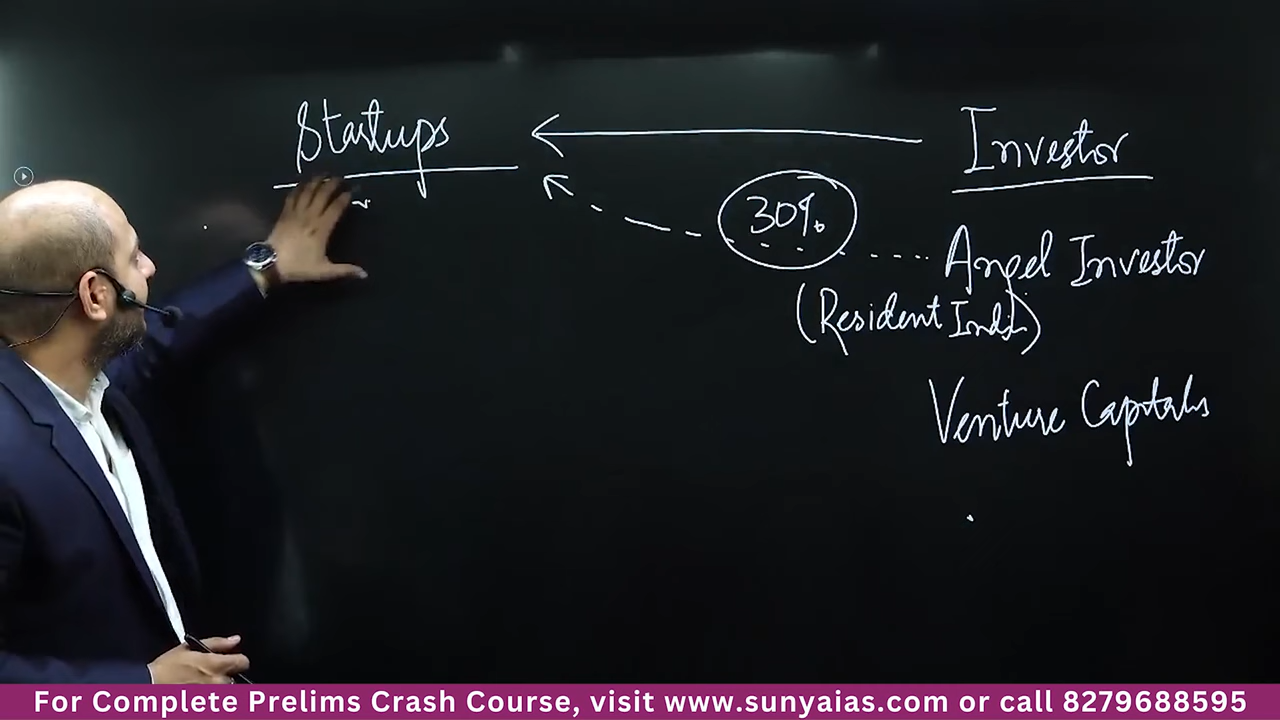 Startups
Investor
30%
Angel Investor
(Resident Indi)
Venture Capitals
For Complete Prelims Crash Course, visit www.sunyaias.com or call 8279688595